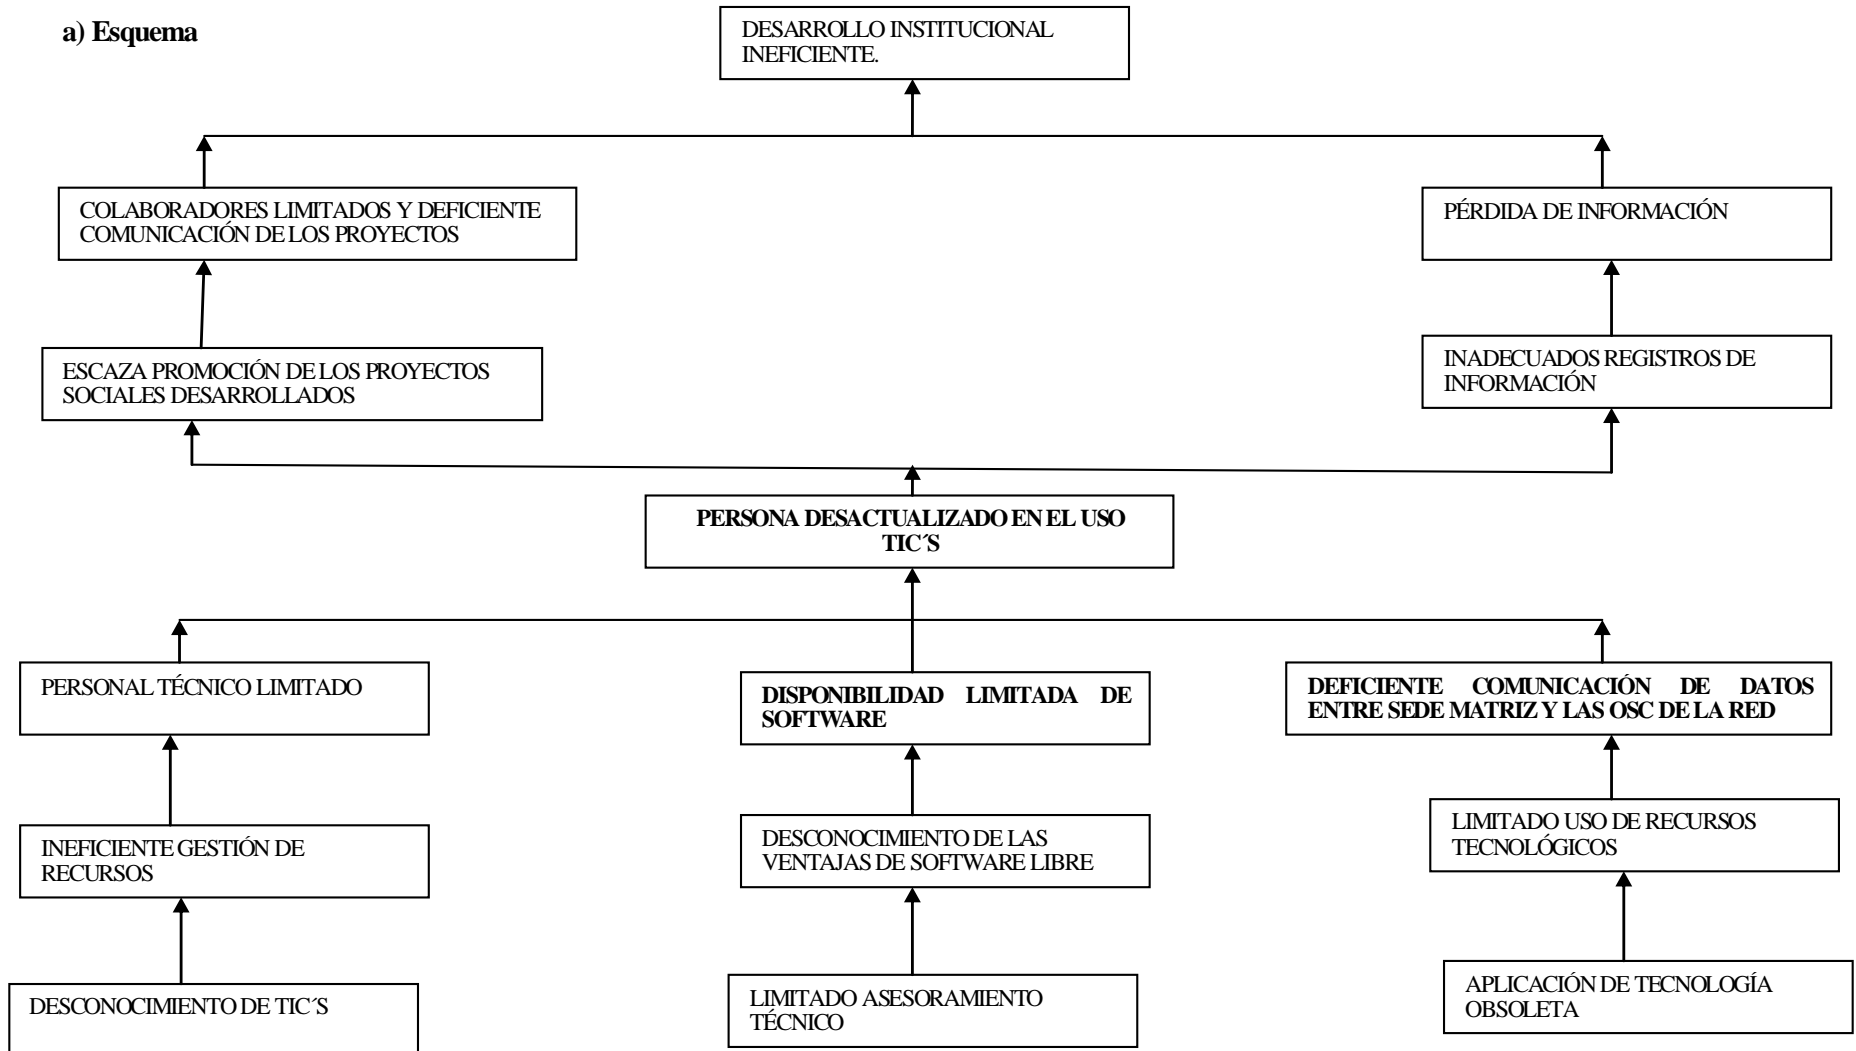 a) Esquema
DESARROLLO INSTITUCIONAL
INEFICIENTE.
COLABORADORES LIMITADOS Y DEFICIENTE
COMUNICACIÓN DE LOS PROYECTOS
PÉRDIDA DE INFORMACIÓN
ESCAZA PROMOCIÓN DE LOS PROYECTOS
SOCIALES DESARROLLADOS
INADECUADOS REGISTROS DE
INFORMACIÓN
PERSONA DESACTUALIZADO EN EL USO
TIC´S
PERSONAL TÉCNICO LIMITADO
DISPONIBILIDAD LIMITADA DE
SOFTWARE
DEFICIENTE COMUNICACIÓN DE DATOS
ENTRE SEDE MATRIZ Y LAS OSC DE LA RED
INEFICIENTE GESTIÓN DE
RECURSOS
DESCONOCIMIENTO DE LAS
VENTAJAS DE SOFTWARE LIBRE
LIMITADO USO DE RECURSOS
TECNOLÓGICOS
DESCONOCIMIENTO DE TIC´S
LIMITADO ASESORAMIENTO
TÉCNICO
APLICACIÓN DE TECNOLOGÍA
OBSOLETA